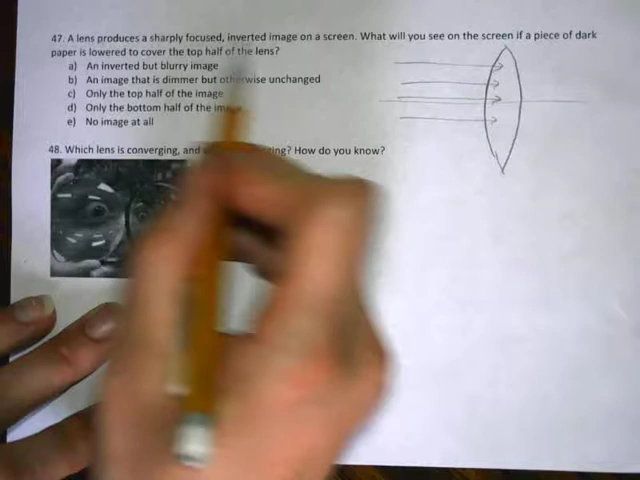 47. A lens produces a sharply focused, inverted image on a screen. What will you see on the screen if a piece of dark
paper is lowered to cover the top half of the lens?
a) An inverted but blurry image
b) An image that is dimmer but otherwise unchanged
c) Only the top half of the image
d) Only the bottom half of the
e) No image at all
48. Which lens is converging, and How do you know?